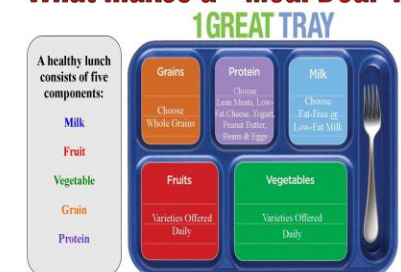 1 GREAT TRAY
A healthy lunch
consists of five
components:
Milk
Fruit
Vegetable
Grain
Protein
Grains
Choose
Whole Grains
Protein
Choose
Lean Meats, Low-
Fat Cheese, Yogurt,
Peanut Butter,
Beans & Eggs
Milk
Choose
Fat-Free or
Low-Fat Milk
Fruits
Varieties Offered
Daily
Vegetables
Varieties Offered
Daily